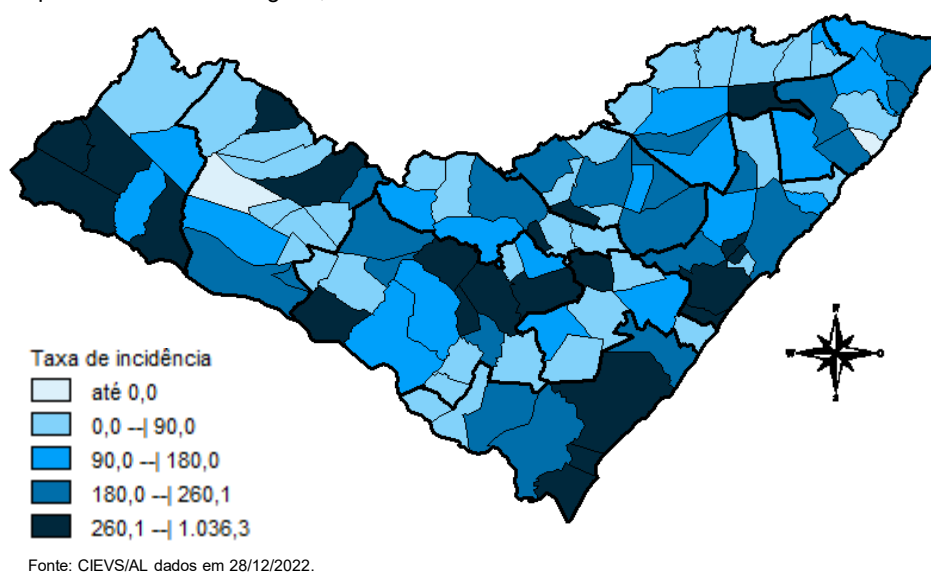 Taxa de incidência
até 0,0
0,0 --| 90,0
90,0 --| 180,0
180,0 --| 260,1
260,1 --| 1.036,3
Fonte: CIEVS/AL dados em 28/12/2022.